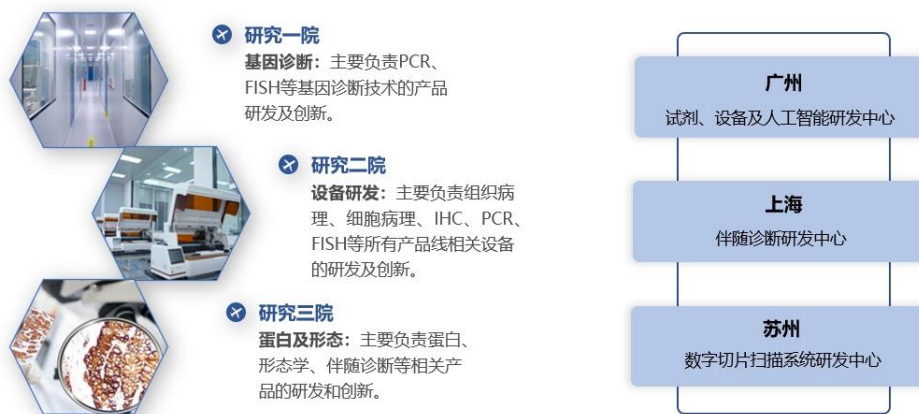 研究一院
基因诊断：主要负责PCR、
FISH等基因诊断技术的产品
研发及创新。
研究二院
设备研发：主要负责组织病
理、细胞病理、IHC、PCR、
FISH等所有产品线相关设备
的研发及创新。
研究三院
蛋白及形态：主要负责蛋白、
形态学、伴随诊断等相关产
品的研发和创新。
广州
试剂、设备及人工智能研发中心
上海
伴随诊断研发中心
苏州
数字切片扫描系统研发中心